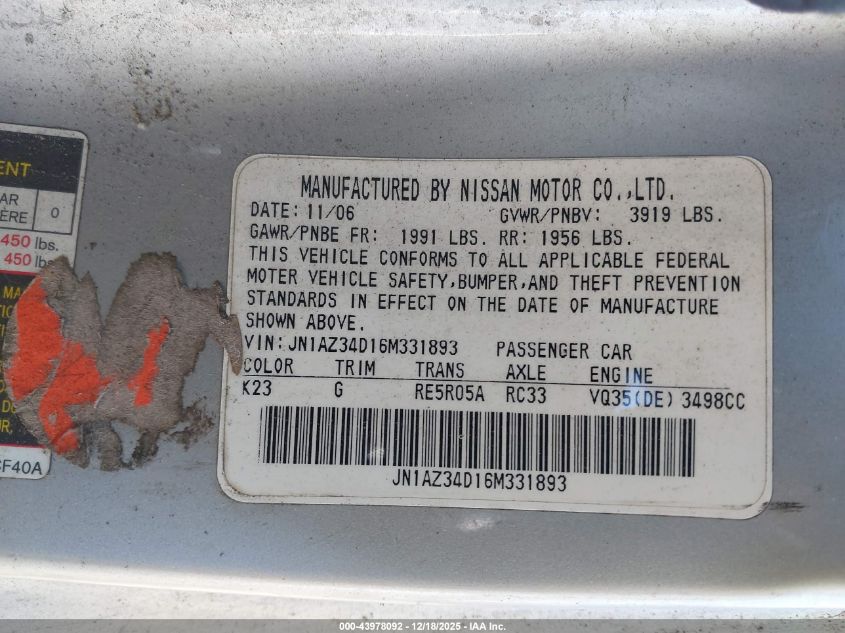 ENT
AR
ÈRE 0
450 lbs.
450 lbs.
CF40A
MANUFACTURED BY NISSAN MOTOR CO.,LTD.
DATE: 11/06 GVWR/PNBV: 3919 LBS.
GAWR/PNBE FR: 1991 LBS. RR: 1956 LBS.
THIS VEHICLE CONFORMS TO ALL APPLICABLE FEDERAL
MOTER VEHICLE SAFETY,BUMPER,AND THEFT PREVENTION
STANDARDS IN EFFECT ON THE DATE OF MANUFACTURE
SHOWN ABOVE.
VIN: JN1AZ34D16M331893 PASSENGER CAR
COLOR TRIM TRANS AXLE ENGINE
K23 G RE5R05A RC33 VQ35(DE) 3498CC
JN1AZ34D16M331893
000-43978092 - 12/18/2025 - IAA, Inc.